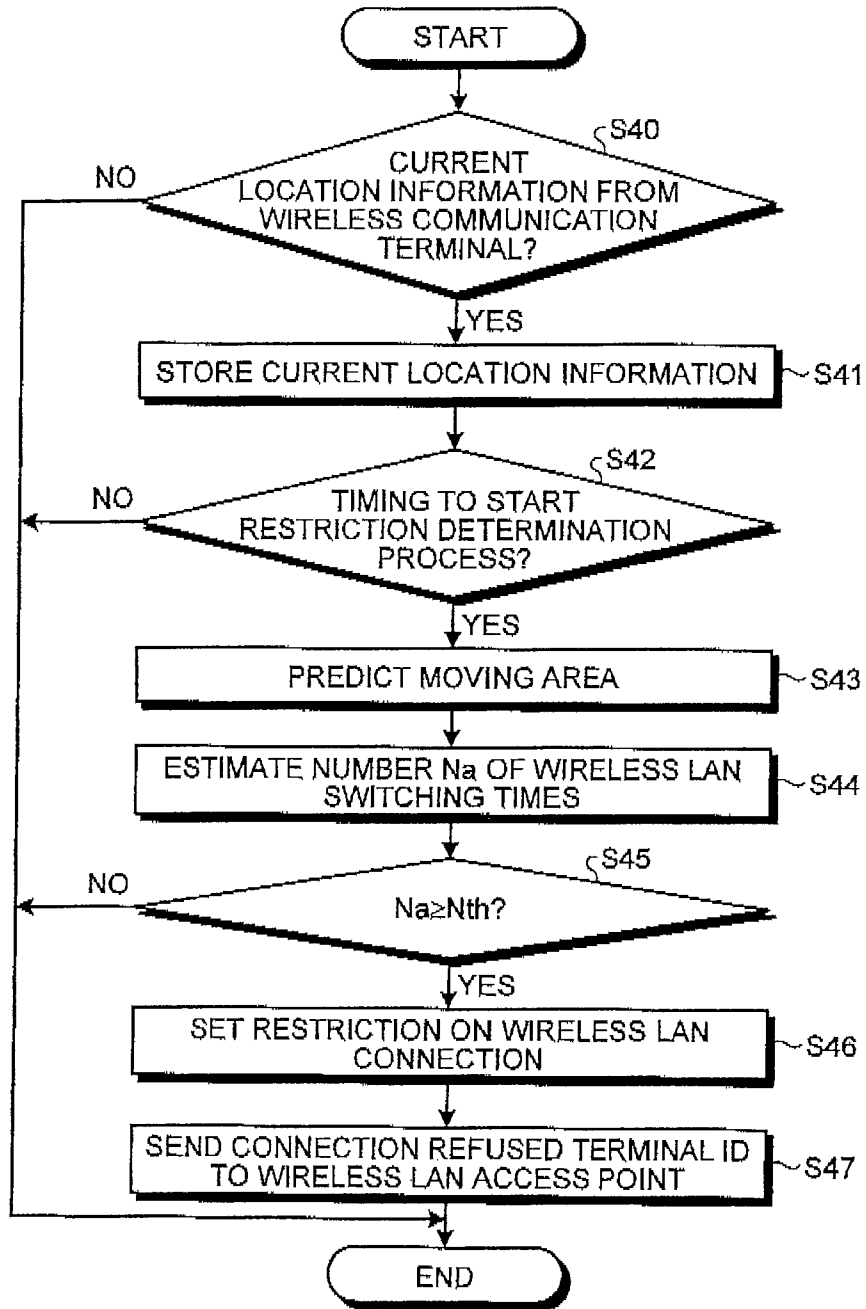 START
S40
CURRENT
LOCATION INFORMATION FROM
WIRELESS COMMUNICATION
TERMINAL?
NO
YES
STORE CURRENT LOCATION INFORMATION
S41
S42
TIMING TO START
RESTRICTION DETERMINATION
PROCESS?
NO
YES
PREDICT MOVING AREA
S43
ESTIMATE NUMBER Na OF WIRELESS LAN
SWITCHING TIMES
S44
S45
Na≥Nth?
NO
YES
SET RESTRICTION ON WIRELESS LAN
CONNECTION
S46
SEND CONNECTION REFUSED TERMINAL ID
TO WIRELESS LAN ACCESS POINT
S47
END